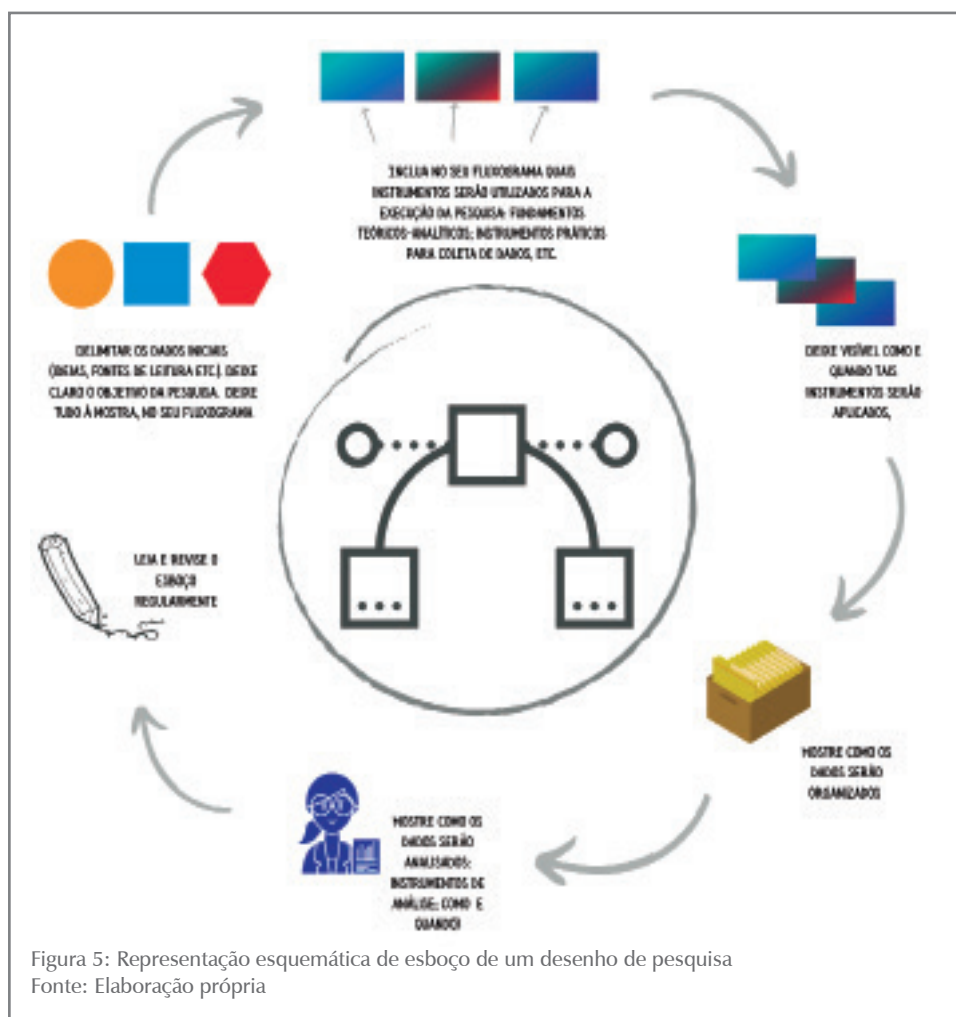 INCLUA NO SEU FLUXOGRAMA QUAIS
INSTRUMENTOS SERÃO UTILIZADOS PARA A
EXECUÇÃO DA PESQUISA: FUNDAMENTOS
TEÓRICOS-ANALÍTICOS; INSTRUMENTOS PRÁTICOS
PARA COLETA DE DADOS, ETC.
DELIMITAR OS DADOS INICIAIS
(IDEIAS, FONTES DE LEITURA ETC.). DEIXE
CLARO O OBJETIVO DA PESQUISA. DEIXE
TUDO À MOSTRA, NO SEU FLUXOGRAMA
DEIXE VISÍVEL COMO E
QUANDO TAIS
INSTRUMENTOS SERÃO
APLICADOS,
LEIA E REVISE O
ESBOÇO
REGULARMENTE
MOSTRE COMO OS
DADOS SERÃO
ORGANIZADOS
MOSTRE COMO OS
DADOS SERÃO
ANALISADOS:
INSTRUMENTOS DE
ANÁLISE; COMO E
QUANDO!
Figura 5: Representação esquemática de esboço de um desenho de pesquisa
Fonte: Elaboração própria